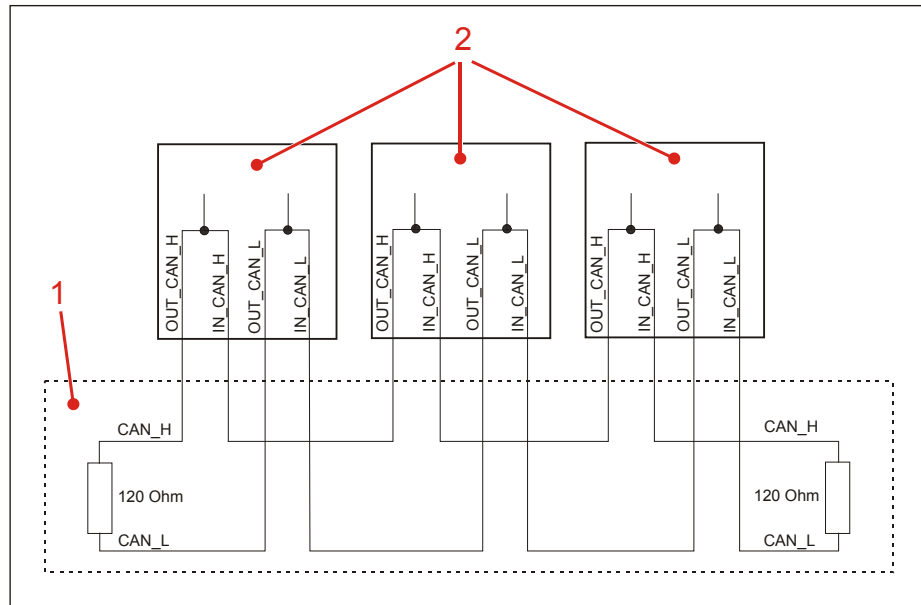 2
OUT_CAN_H
IN_CAN_H
OUT_CAN_L
IN_CAN_L
OUT_CAN_H
IN_CAN_H
OUT_CAN_L
IN_CAN_L
OUT_CAN_H
IN_CAN_H
OUT_CAN_L
IN_CAN_L
1
CAN_H
CAN_H
120 Ohm
120 Ohm
CAN_L
CAN_L